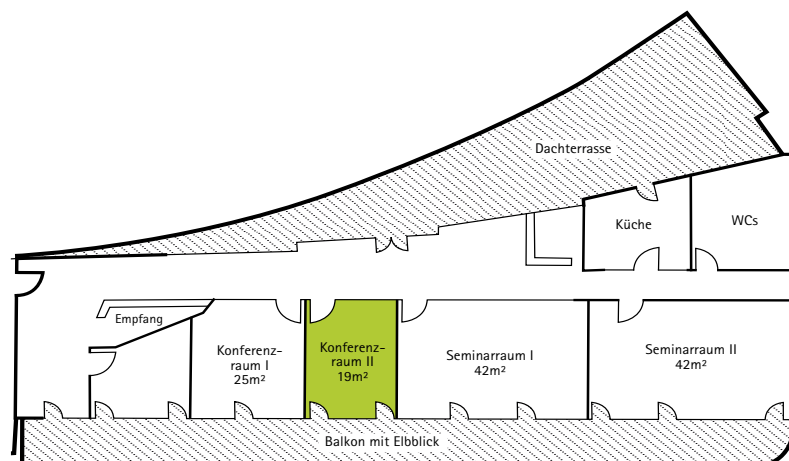 Dachterrasse
Küche
WCs
Empfang
Konferenz-
raum I
25m²
Konferenz-
raum II
19m²
Seminarraum I
42m²
Seminarraum II
42m²
Balkon mit Elbblick